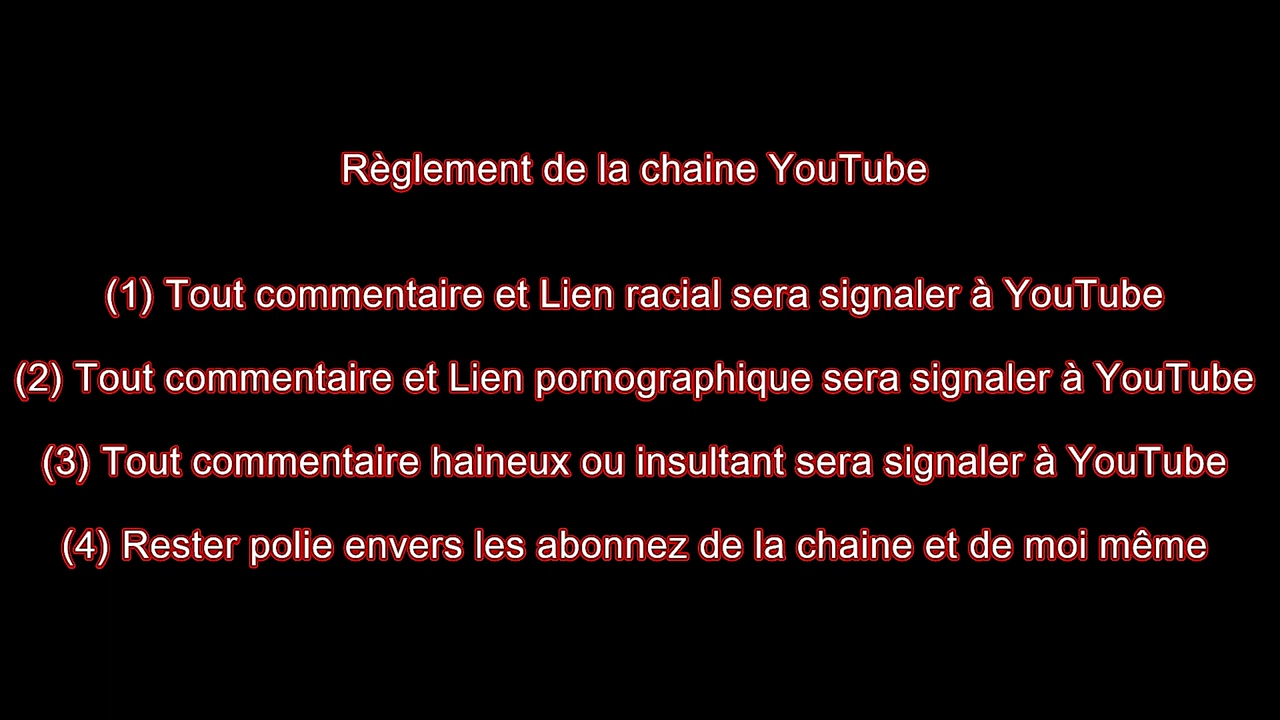 Règlement de la chaine YouTube
(1) Tout commentaire et Lien racial sera signaler à YouTube
(2) Tout commentaire et Lien pornographique sera signaler à YouTube
(3) Tout commentaire haineux ou insultant sera signaler à YouTube
(4) Rester polie envers les abonnez de la chaine et de moi même